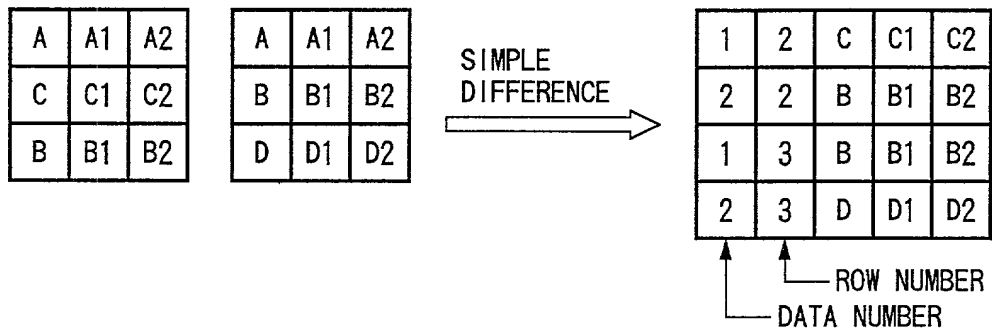 A A1 A2
C C1 C2
B B1 B2
A A1 A2
B B1 B2
D D1 D2
SIMPLE
DIFFERENCE
1 2 C C1 C2
2 2 B B1 B2
1 3 B B1 B2
2 3 D D1 D2
ROW NUMBER
DATA NUMBER